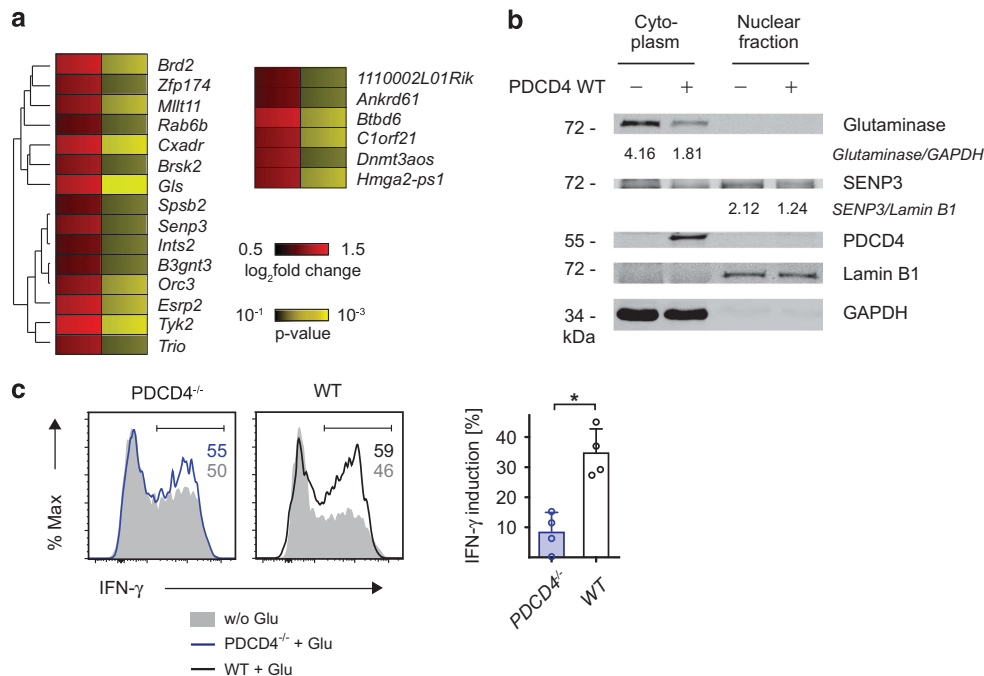 a
Brd2
Zfp174
Mllt11
Rab6b
Cxadr
Brsk2
Gls
Spsb2
Senp3
Ints2
B3gnt3
Orc3
Esrp2
Tyk2
Trio
1110002L01Rik
Ankrd61
Btbd6
C1orf21
Dnmt3aos
Hmga2-ps1
0.5 1.5
log2fold change
10-1 10-3
p-value
b
Cyto-
plasm
Nuclear
fraction
PDCD4 WT − + − +
72 - Glutaminase
4.16 1.81 Glutaminase/GAPDH
72 - SENP3
2.12 1.24 SENP3/Lamin B1
55 - PDCD4
72 - Lamin B1
34 - GAPDH
kDa
c
PDCD4-/-
WT
55
50
59
46
% Max
IFN-γ
w/o Glu
PDCD4-/- + Glu
WT + Glu
IFN-γ induction [%]
*
40
30
20
10
PDCD4-/-
WT